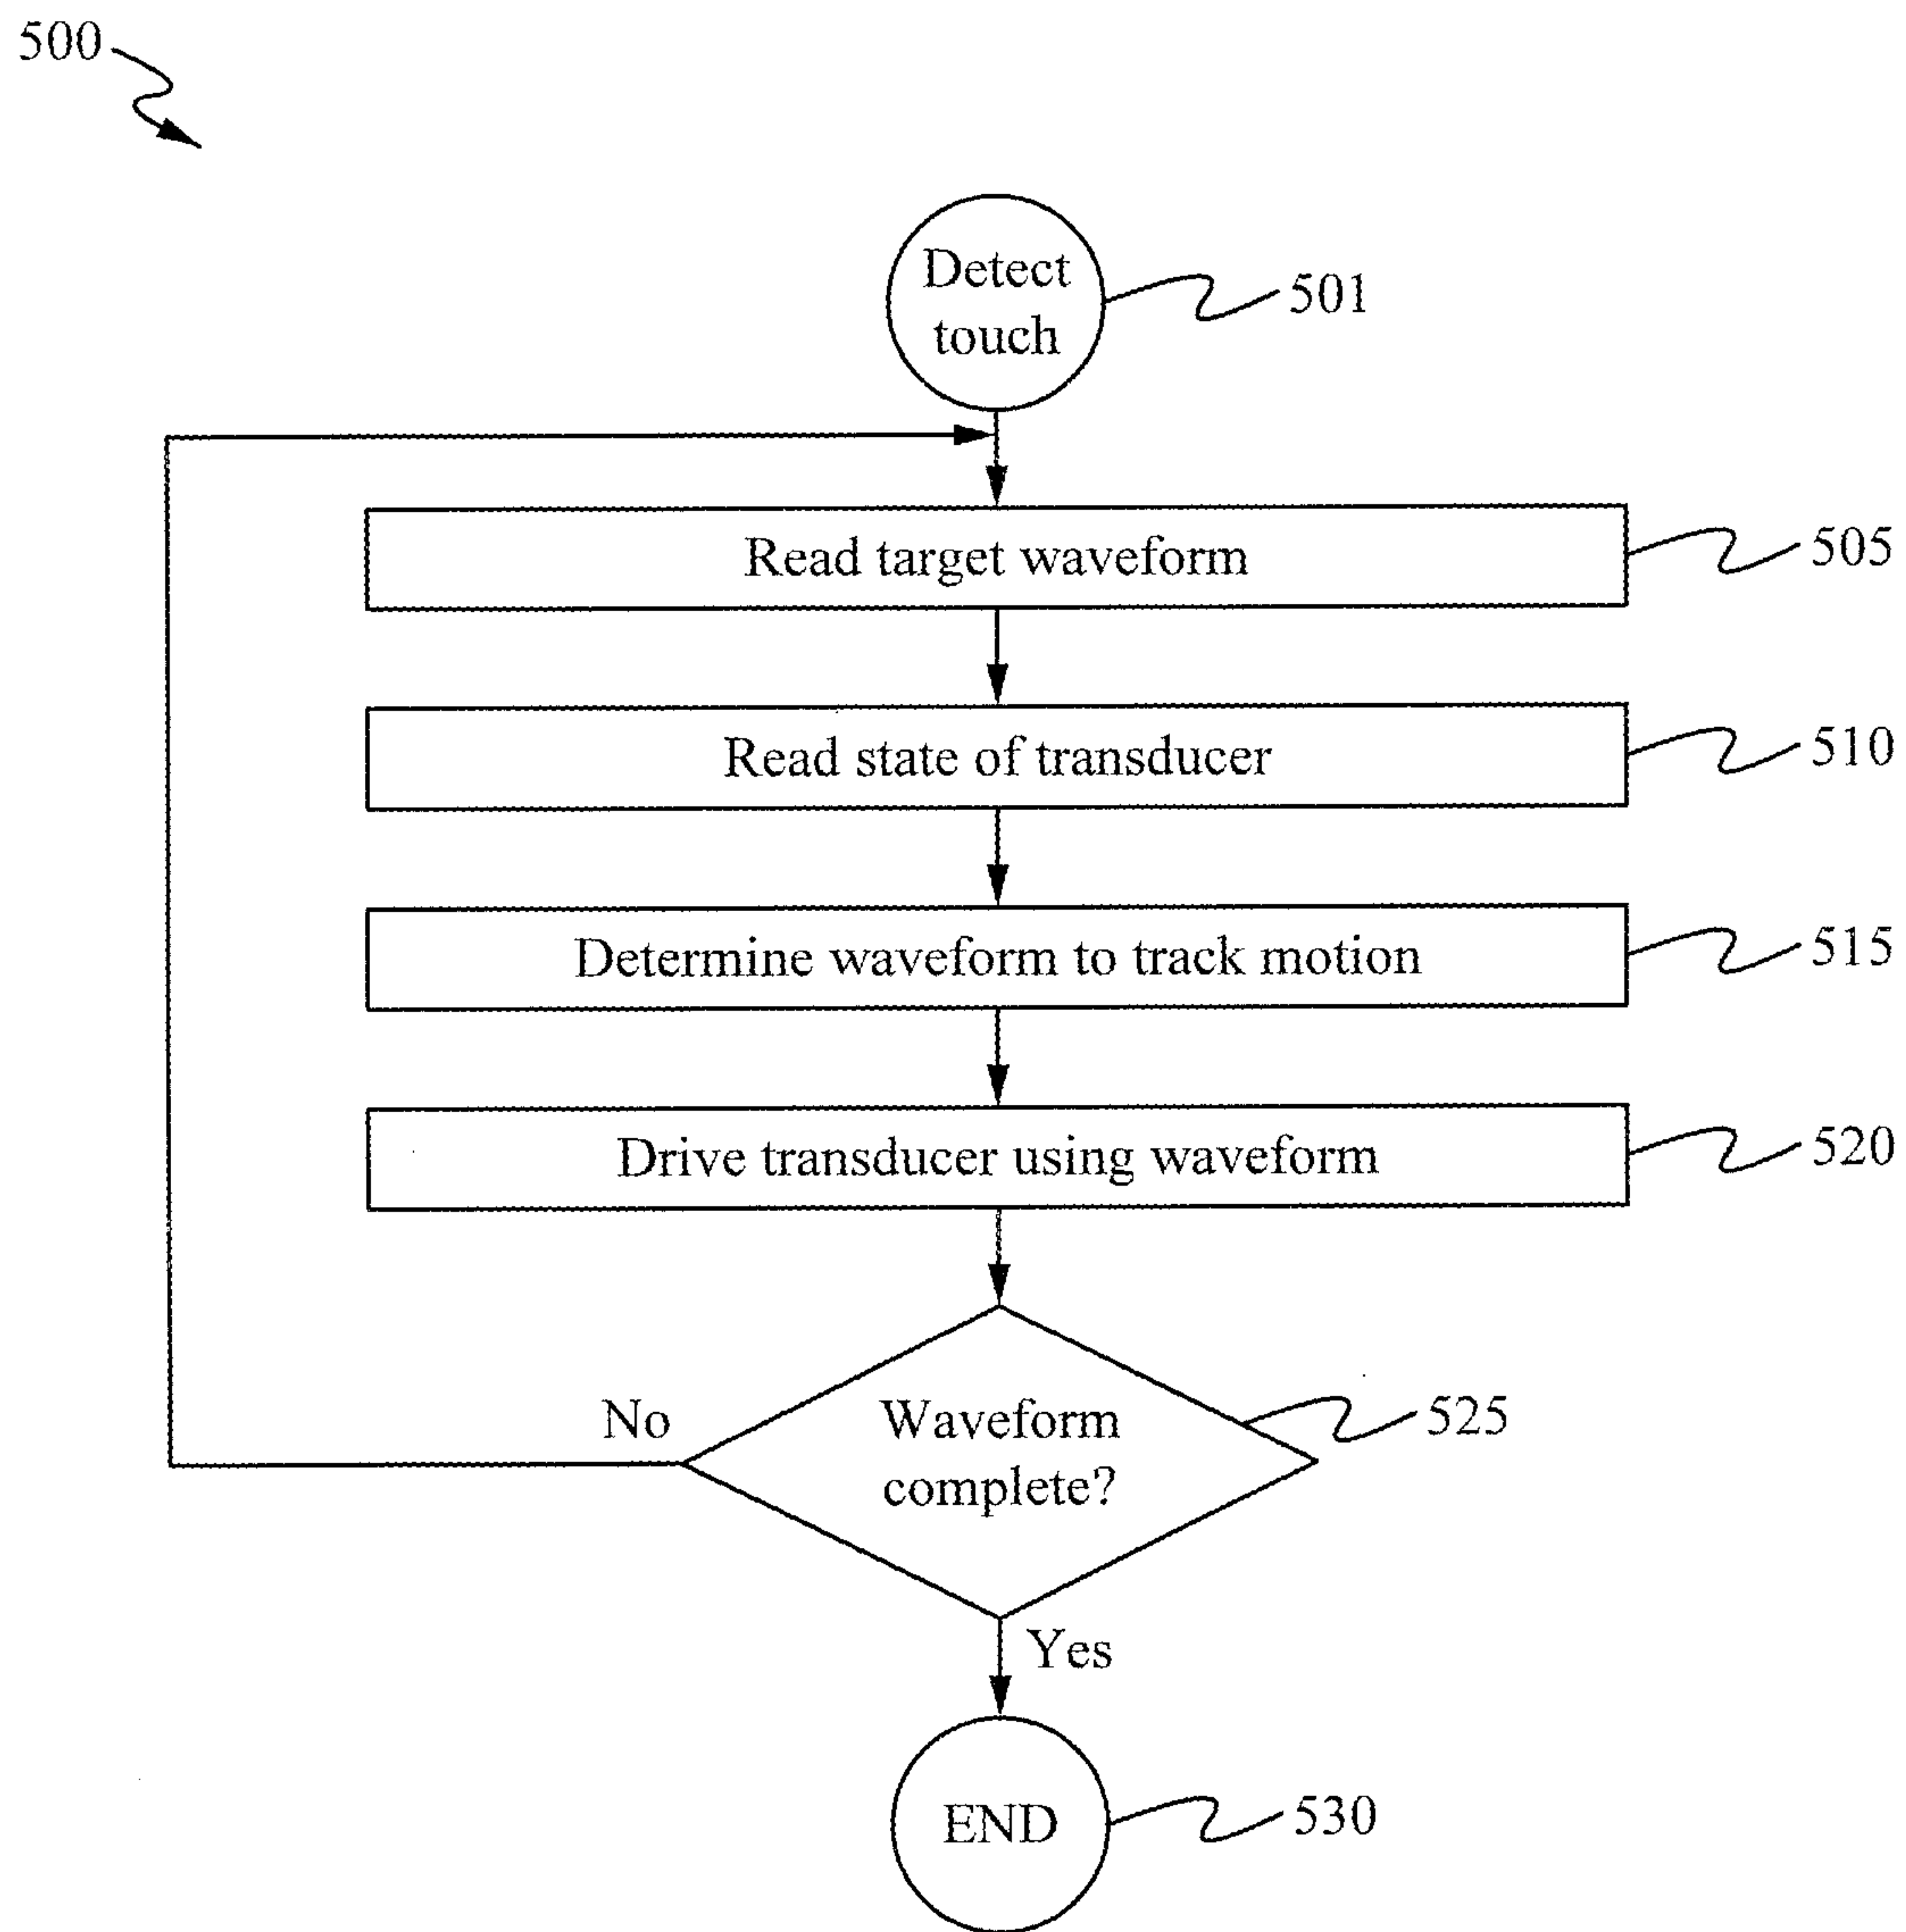 500
Detect
touch
501
Read target waveform
505
Read state of transducer
510
Determine waveform to track motion
515
Drive transducer using waveform
520
No
Waveform
complete?
525
Yes
END
530